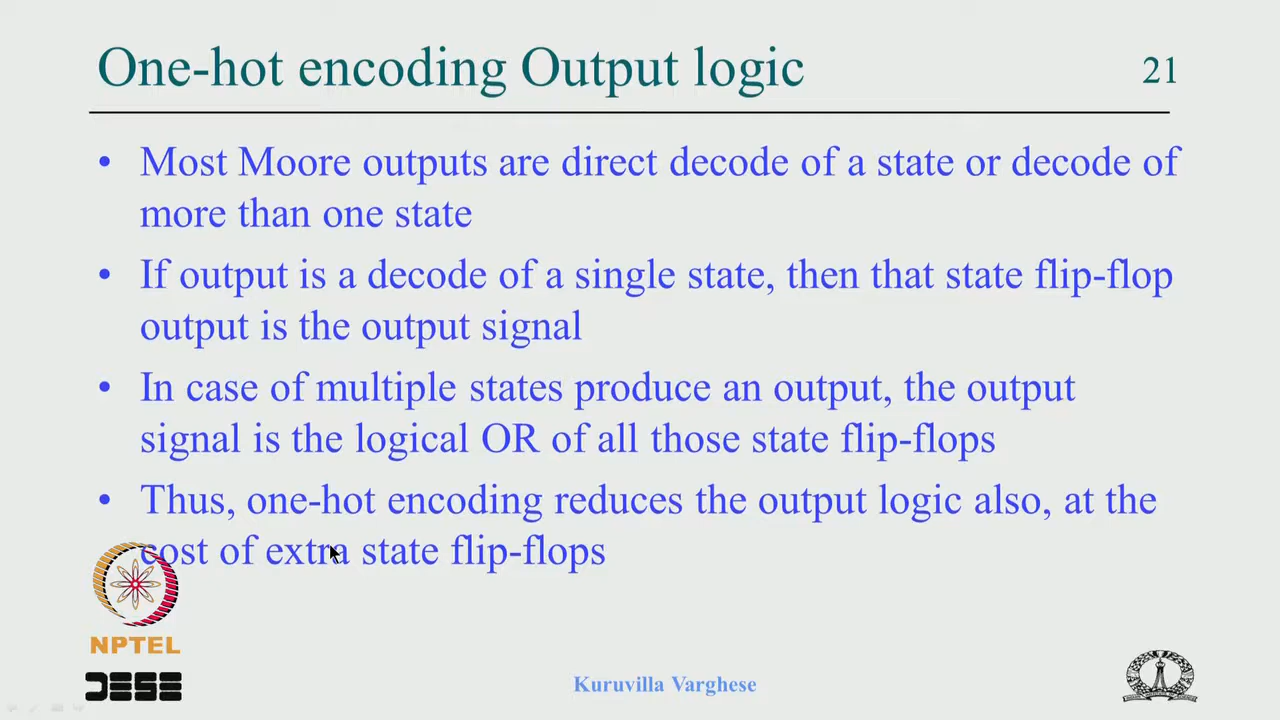 One-hot encoding Output logic
21
• Most Moore outputs are direct decode of a state or decode of
more than one state
• If output is a decode of a single state, then that state flip-flop
output is the output signal
• In case of multiple states produce an output, the output
signal is the logical OR of all those state flip-flops
• Thus, one-hot encoding reduces the output logic also, at the
cost of extra state flip-flops
NPTEL
DESE
Kuruvilla Varghese